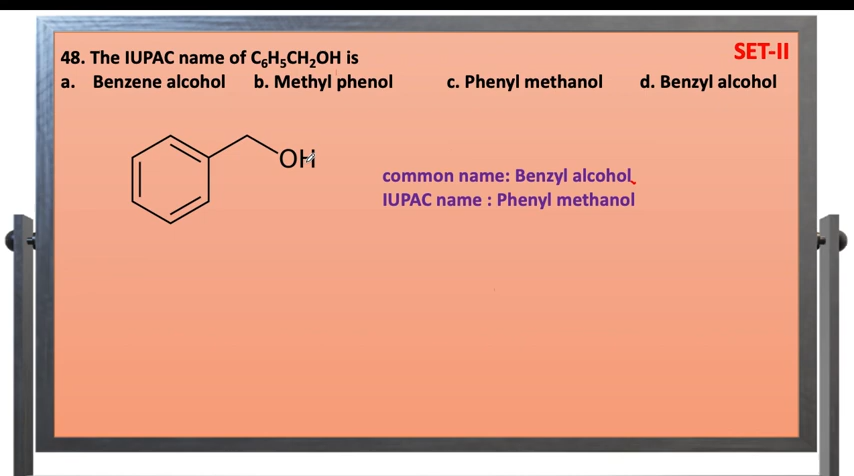 SET-II
48. The IUPAC name of C₆H₅CH₂OH is
a. Benzene alcohol b. Methyl phenol c. Phenyl methanol d. Benzyl alcohol
OH
common name: Benzyl alcohol
IUPAC name : Phenyl methanol